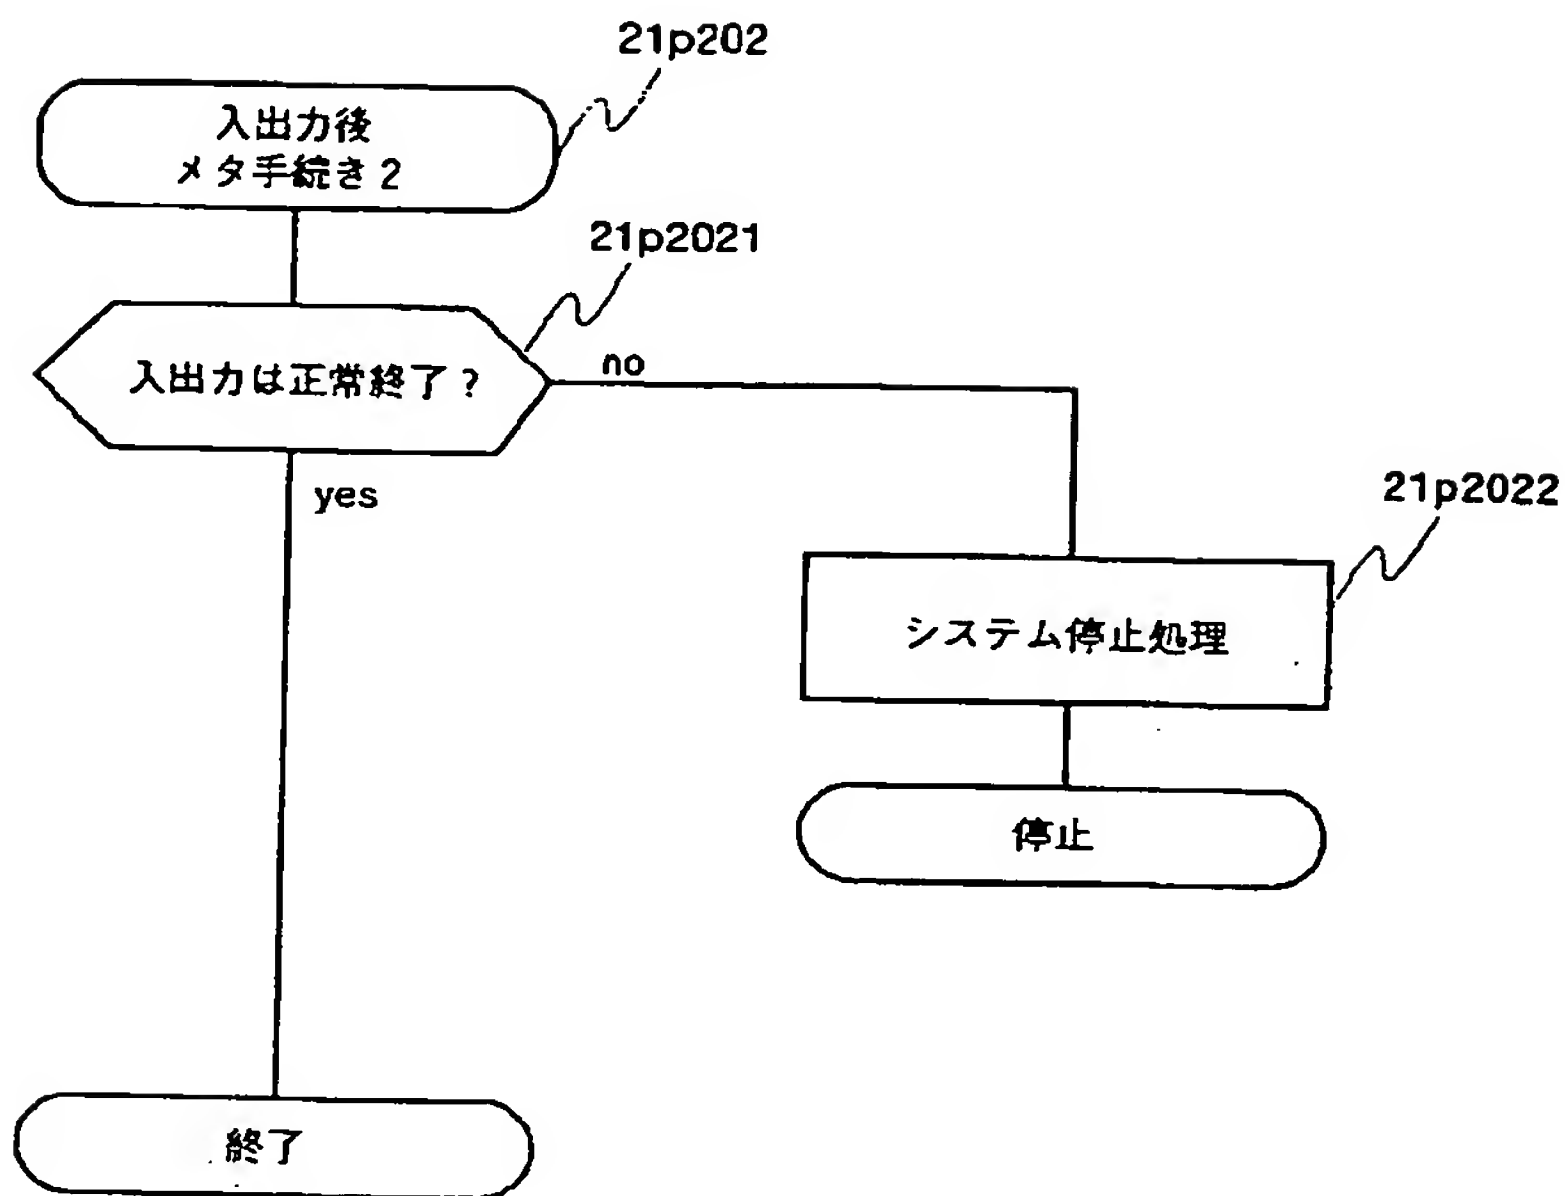 21p202
入出力後
メタ手続き2
21p2021
入出力は正常終了?
no
yes
21p2022
システム停止処理
停止
終了